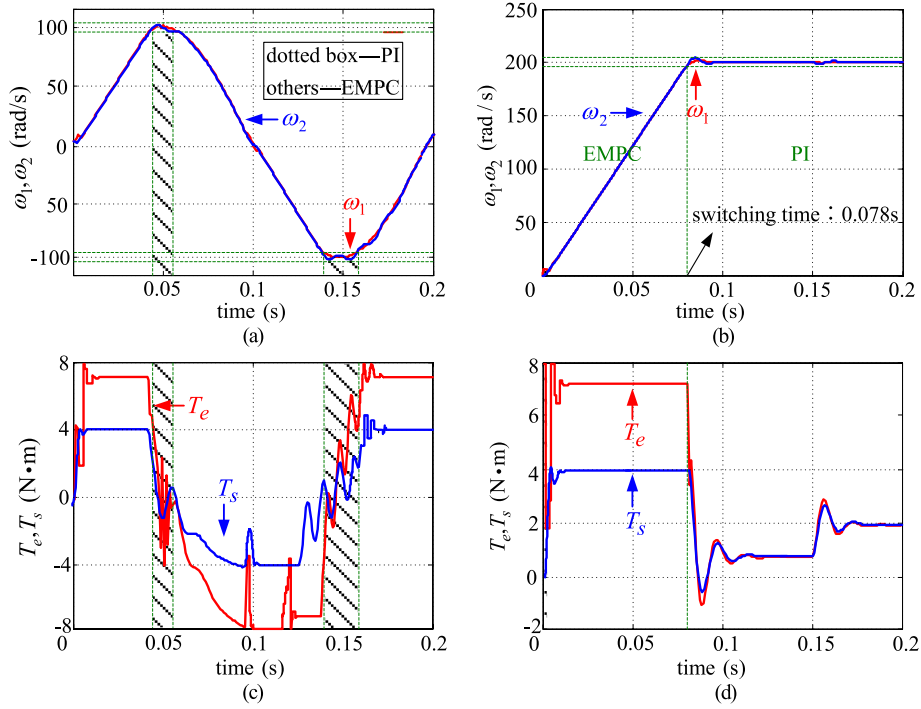 100
50
0
50
-100
ω1,ω2 (rad/s)
dotted box—PI
others—EMPC
ω2
ω1
0 0.05 0.1 0.15 0.2
time (s)
(a)
250
200
150
100
50
0
ω1,ω2 (rad / s)
ω2
ω1
EMPC
PI
switching time：0.078s
0 0.05 0.1 0.15 0.2
time (s)
(b)
8
4
0
-4
-8
Te,Ts (N•m)
Te
Ts
0 0.05 0.1 0.15 0.2
time (s)
(c)
8
6
4
2
0
-2
Te,Ts (N•m)
Te
Ts
0 0.05 0.1 0.15 0.2
time (s)
(d)